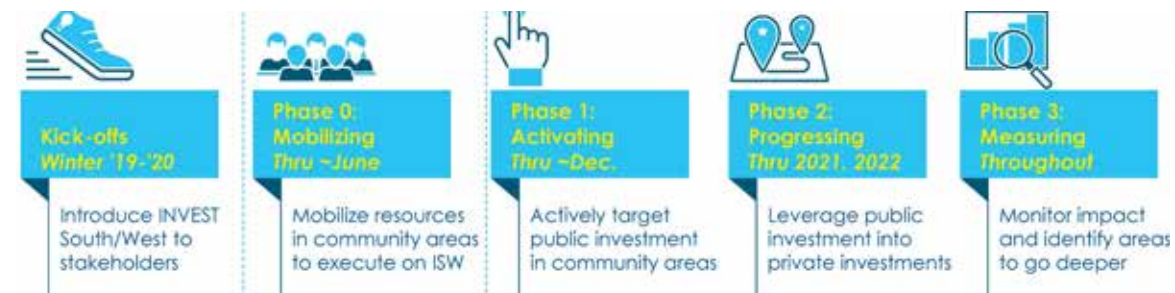 Kick-offs
Winter '19-'20
Introduce INVEST
South/West to
stakeholders
Phase 0:
Mobilizing
Thru ~June
Mobilize resources
in community areas
to execute on ISW
Phase 1:
Activating
Thru ~Dec.
Actively target
public investment
in community areas
Phase 2:
Progressing
Thru 2021, 2022
Leverage public
investment into
private investments
Phase 3:
Measuring
Throughout
Monitor impact
and identify areas
to go deeper